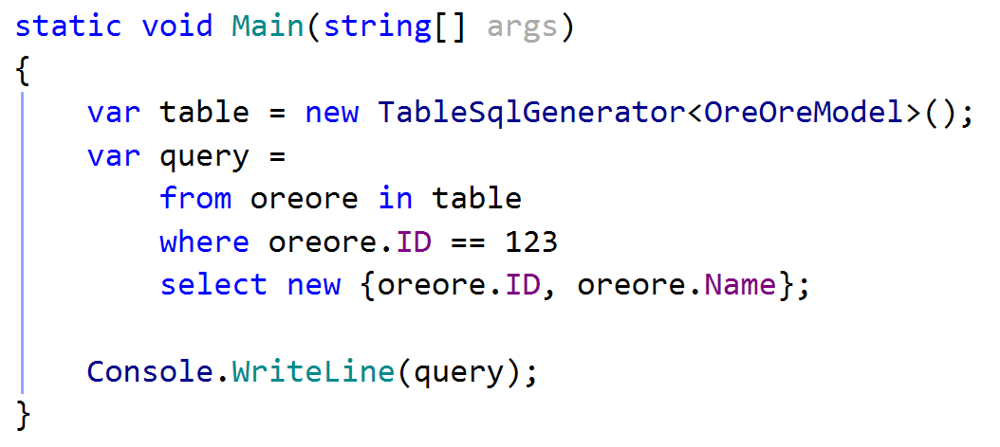 static void Main(string[] args)
{
    var table = new TableSqlGenerator<OreOreModel>();
    var query =
        from oreore in table
        where oreore.ID == 123
        select new {oreore.ID, oreore.Name};

    Console.WriteLine(query);
}